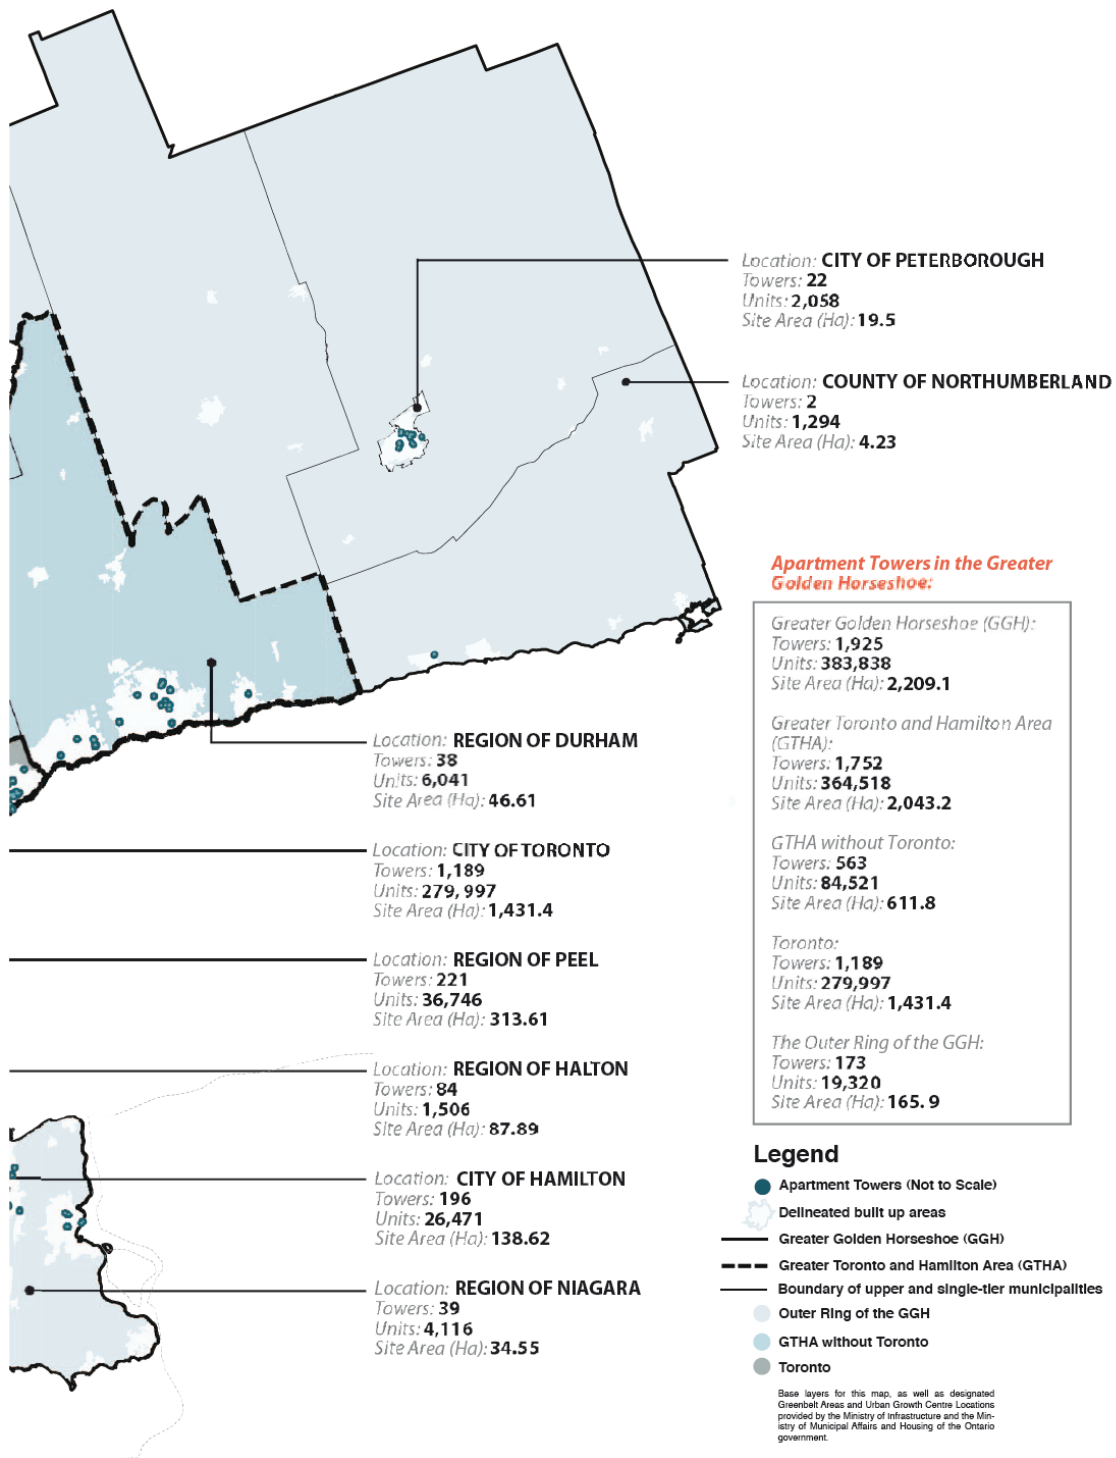 Location: CITY OF PETERBOROUGH
Towers: 22
Units: 2,058
Site Area (Ha): 19.5
Location: COUNTY OF NORTHUMBERLAND
Towers: 2
Units: 1,294
Site Area (Ha): 4.23
Apartment Towers in the Greater
Golden Horseshoe:
Greater Golden Horseshoe (GGH):
Towers: 1,925
Units: 383,838
Site Area (Ha): 2,209.1
Greater Toronto and Hamilton Area
(GTHA):
Towers: 1,752
Units: 364,518
Site Area (Ha): 2,043.2
GTHA without Toronto:
Towers: 563
Units: 84,521
Site Area (Ha): 611.8
Toronto:
Towers: 1,189
Units: 279,997
Site Area (Ha): 1,431.4
The Outer Ring of the GGH:
Towers: 173
Units: 19,320
Site Area (Ha): 165. 9
Location: REGION OF DURHAM
Towers: 38
Units: 6,041
Site Area (Ha): 46.61
Location: CITY OF TORONTO
Towers: 1,189
Units: 279, 997
Site Area (Ha): 1,431.4
Location: REGION OF PEEL
Towers: 221
Units: 36,746
Site Area (Ha): 313.61
Location: REGION OF HALTON
Towers: 84
Units: 1,506
Site Area (Ha): 87.89
Location: CITY OF HAMILTON
Towers: 196
Units: 26,471
Site Area (Ha): 138.62
Location: REGION OF NIAGARA
Towers: 39
Units: 4,116
Site Area (Ha): 34.55
Legend
Apartment Towers (Not to Scale)
Delineated built up areas
Greater Golden Horseshoe (GGH)
Greater Toronto and Hamilton Area (GTHA)
Boundary of upper and single-tier municipalities
Outer Ring of the GGH
GTHA without Toronto
Toronto
Base layers for this map, as well as designated
Greenbelt Areas and Urban Growth Centre Locations
provided by the Ministry of Infrastructure and the Min-
istry of Municipal Affairs and Housing of the Ontario
government.